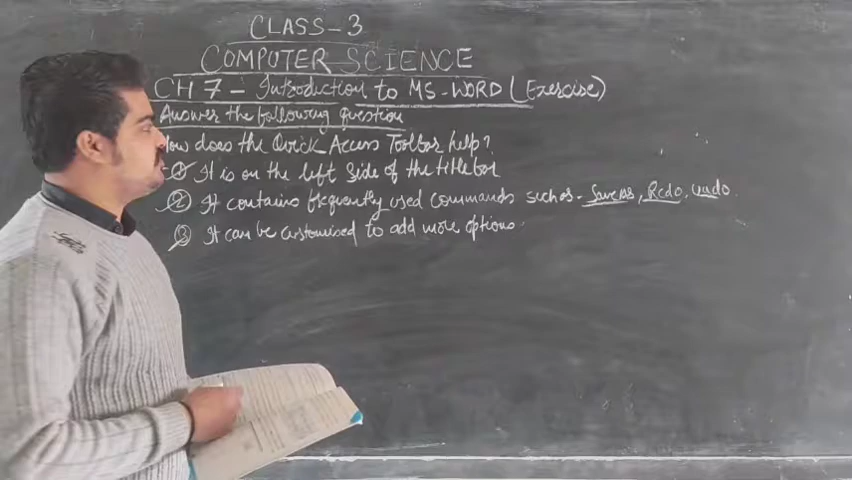 CLASS-3
COMPUTER SCIENCE
CH 7 - Introduction to MS-WORD (Exercise)
Answer the following question
How does the Quick Access Toolbar help?
① It is on the left side of the title bar
② It contains frequently used commands such as - Save As, Redo, Undo.
③ It can be customised to add more options.